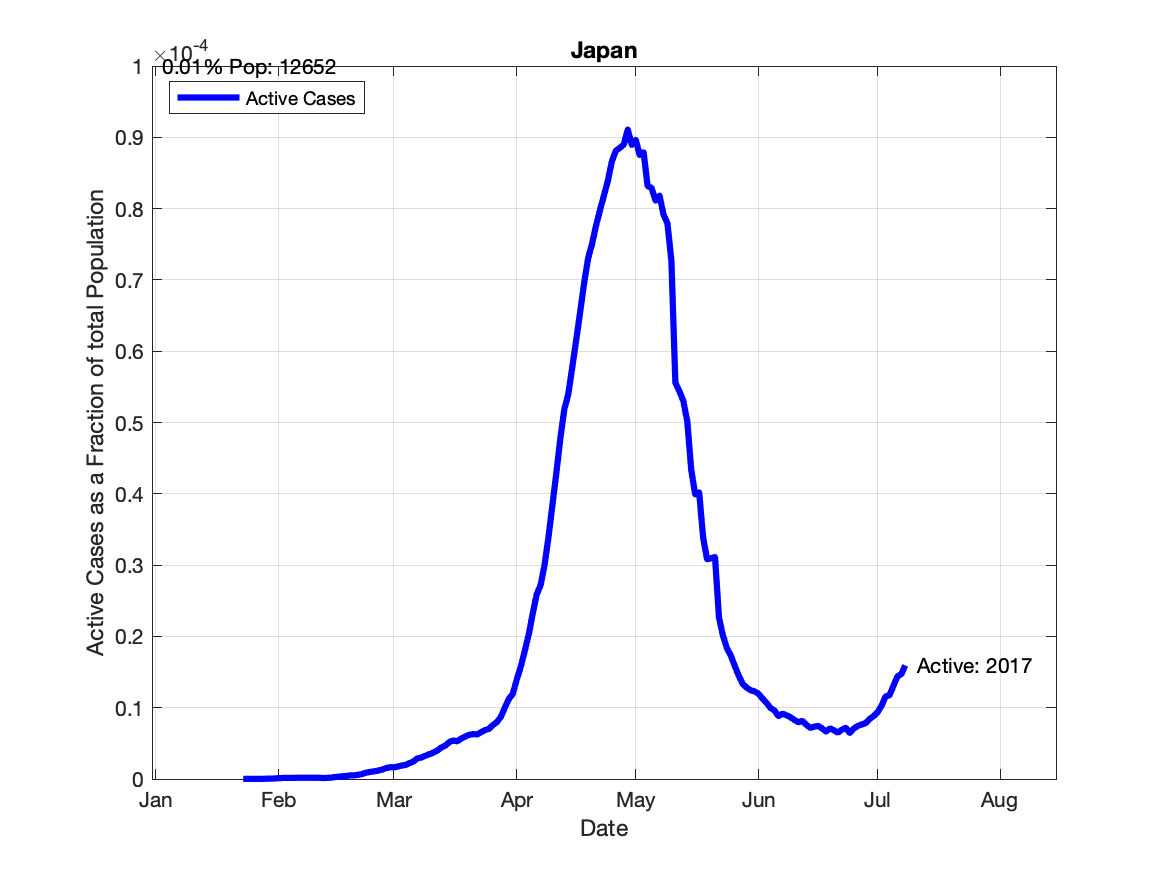 Japan
×10-4
0.01% Pop: 12652
Active Cases
1
0.9
0.8
0.7
0.6
0.5
0.4
0.3
0.2
0.1
0
Active Cases as a Fraction of total Population
Active: 2017
Jan Feb Mar Apr May Jun Jul Aug
Date